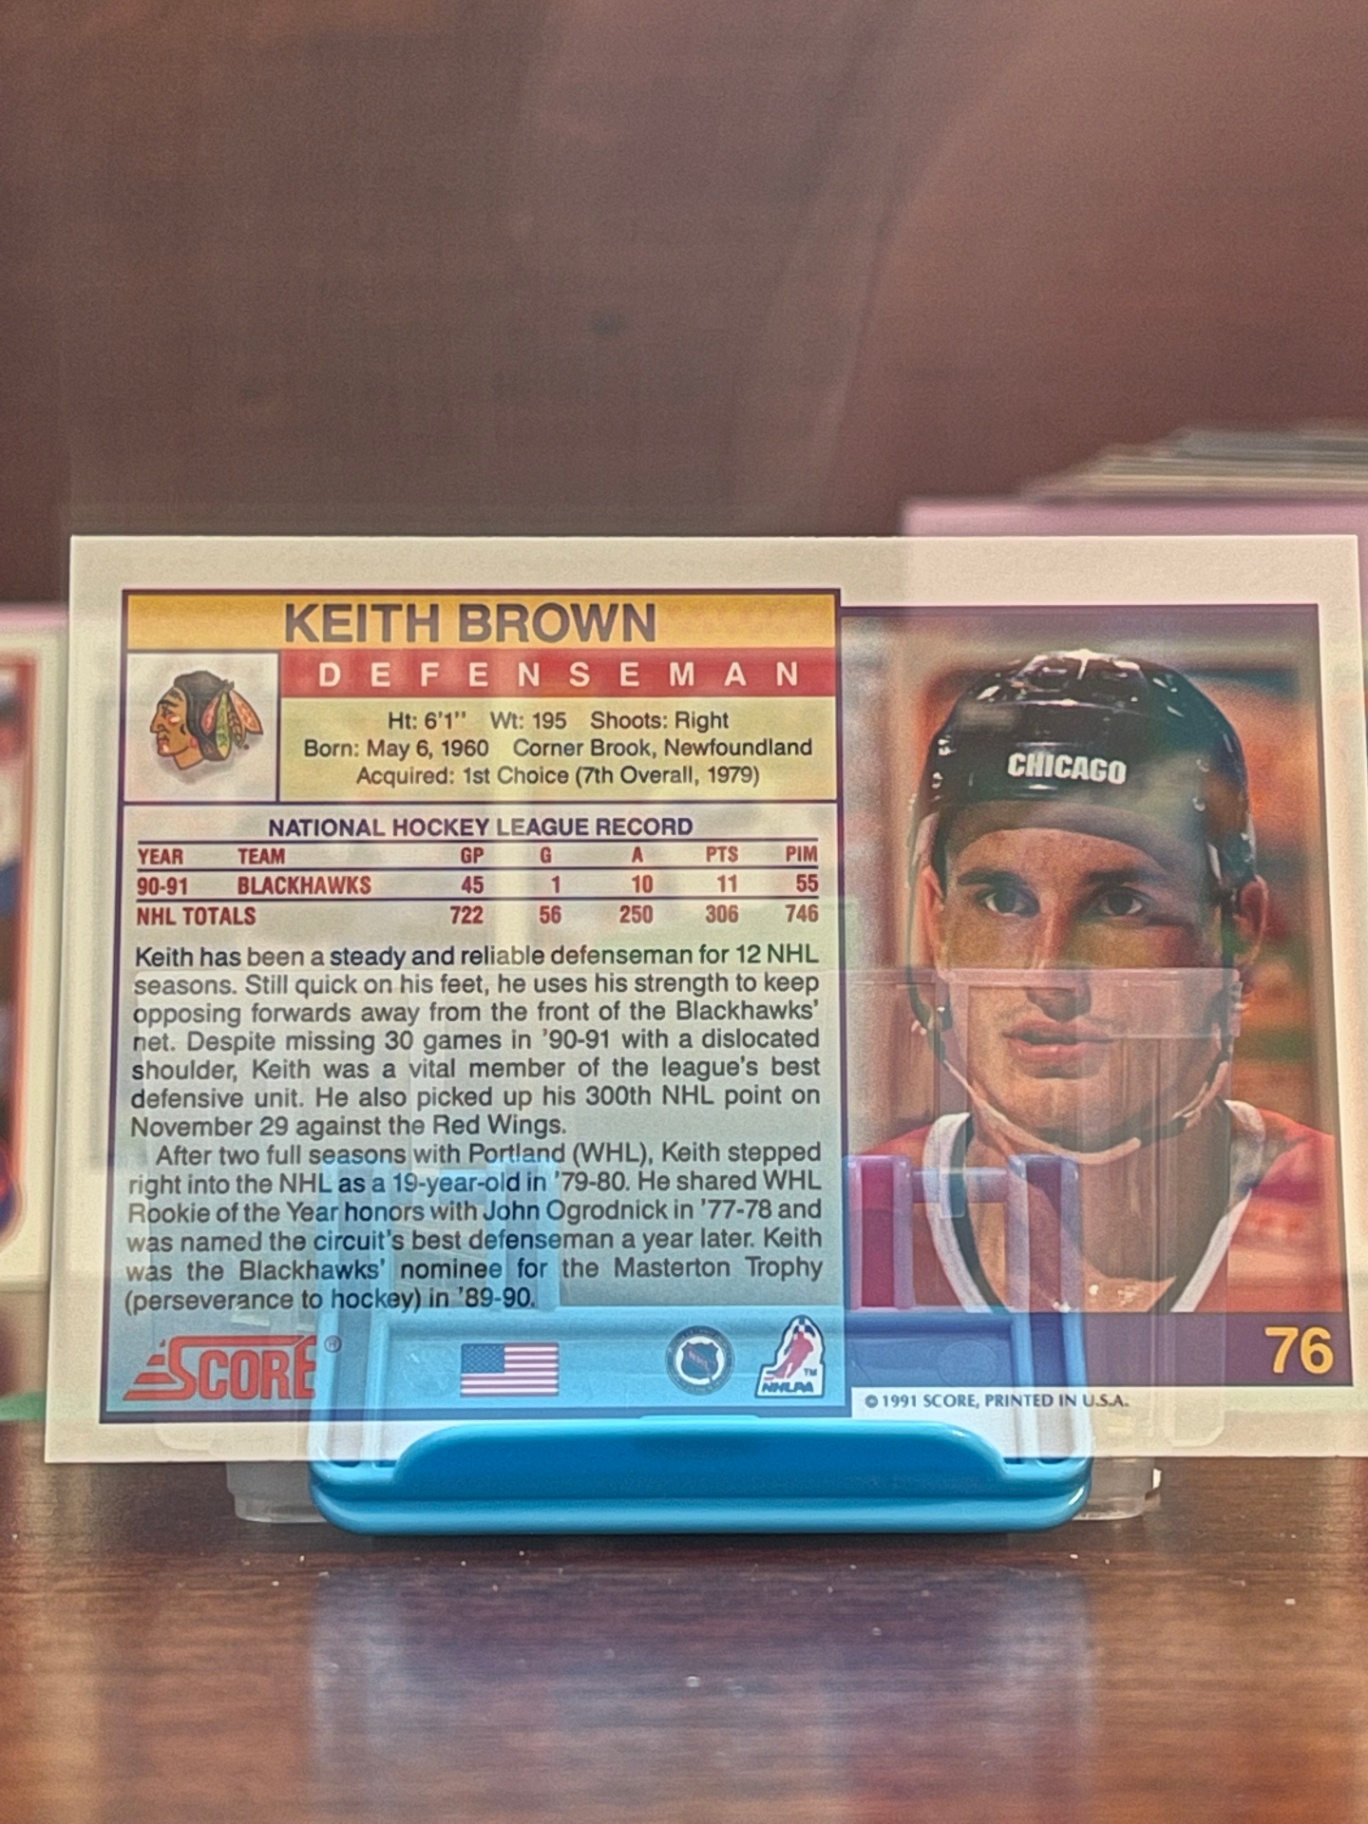 KEITH BROWN
DEFENSEMAN
Ht: 6'1" Wt: 195 Shoots: Right
Born: May 6, 1960 Corner Brook, Newfoundland
Acquired: 1st Choice (7th Overall, 1979)
NATIONAL HOCKEY LEAGUE RECORD
YEAR TEAM GP G A PTS PIM
90-91 BLACKHAWKS 45 1 10 11 55
NHL TOTALS 722 56 250 306 746
Keith has been a steady and reliable defenseman for 12 NHL
seasons. Still quick on his feet, he uses his strength to keep
opposing forwards away from the front of the Blackhawks'
net. Despite missing 30 games in '90-91 with a dislocated
shoulder, Keith was a vital member of the league's best
defensive unit. He also picked up his 300th NHL point on
November 29 against the Red Wings.
After two full seasons with Portland (WHL), Keith stepped
right into the NHL as a 19-year-old in '79-80. He shared WHL
Rookie of the Year honors with John Ogrodnick in '77-78 and
was named the circuit's best defenseman a year later. Keith
was the Blackhawks' nominee for the Masterton Trophy
(perseverance to hockey) in '89-90.
SCORE®
NHL
NHLPA™
CHICAGO
76
© 1991 SCORE, PRINTED IN U.S.A.